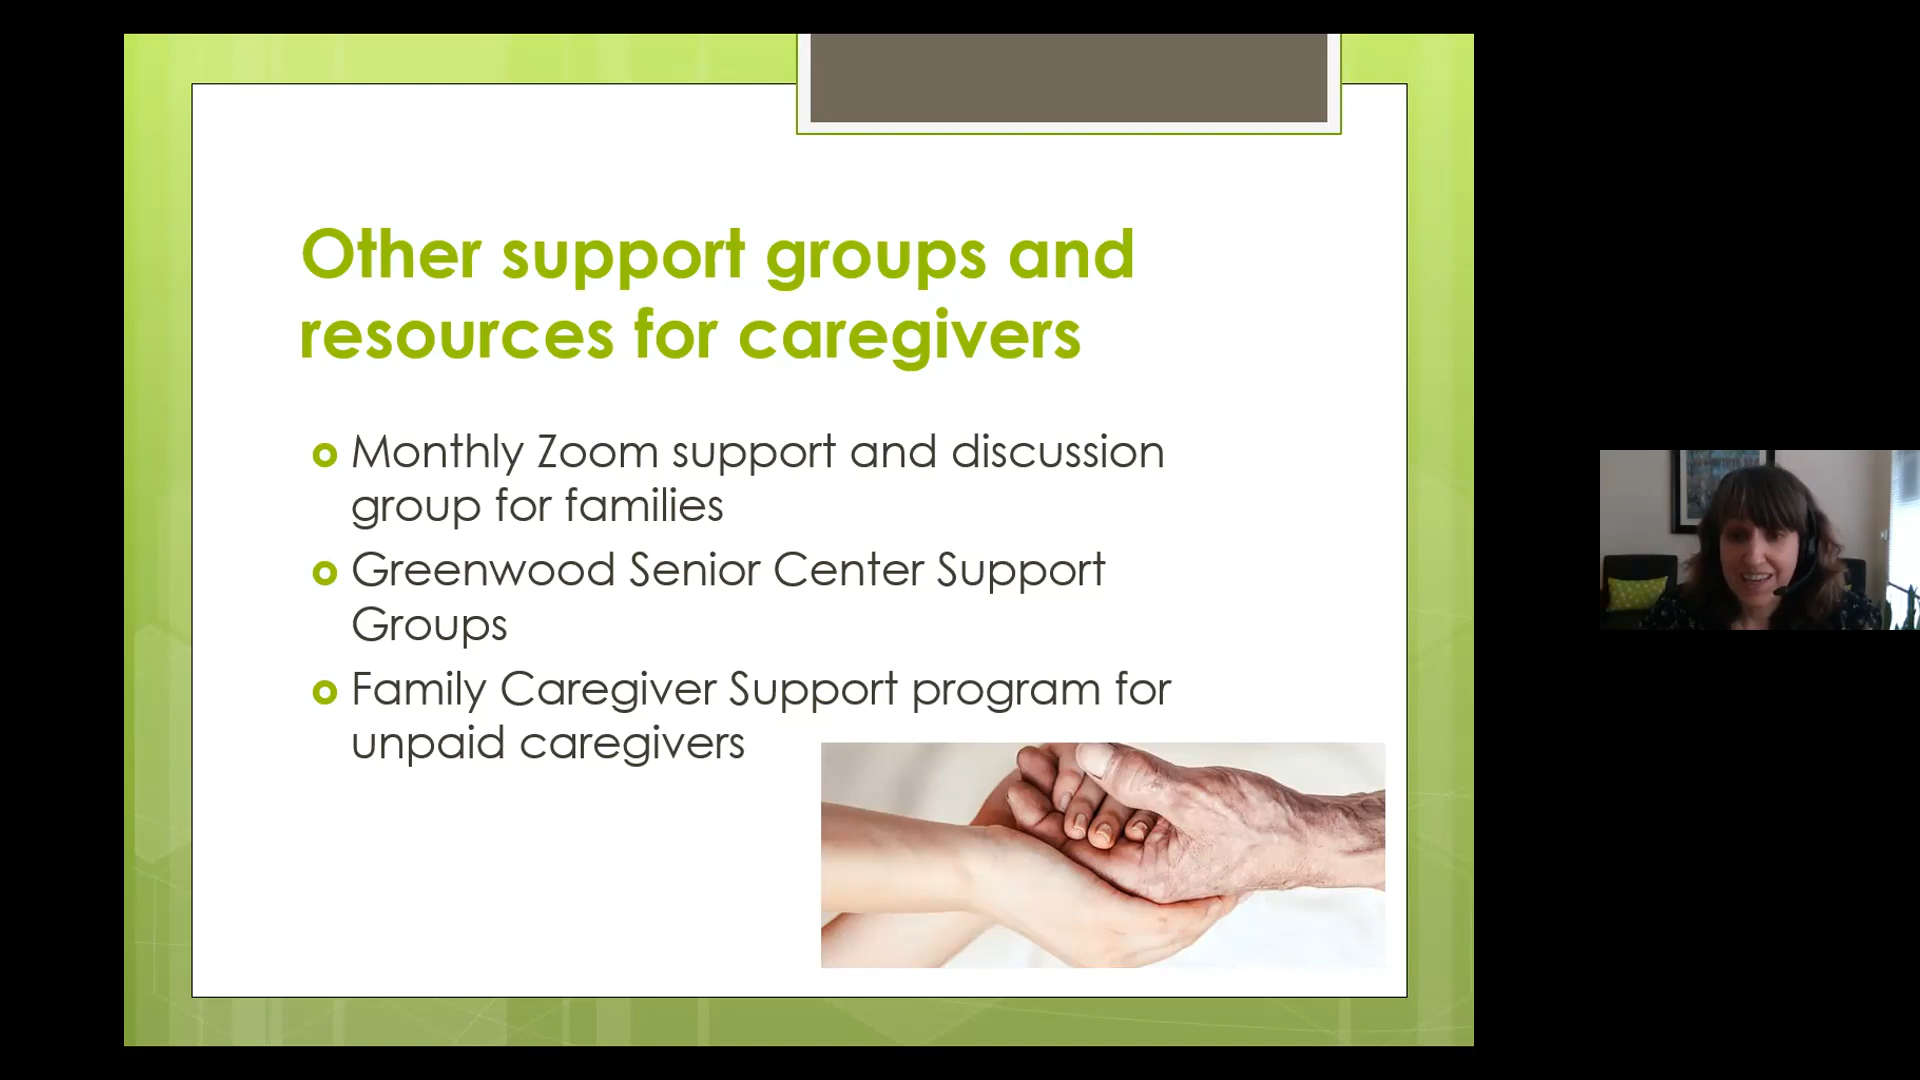 Other support groups and
resources for caregivers
Monthly Zoom support and discussion
group for families
Greenwood Senior Center Support
Groups
Family Caregiver Support program for
unpaid caregivers